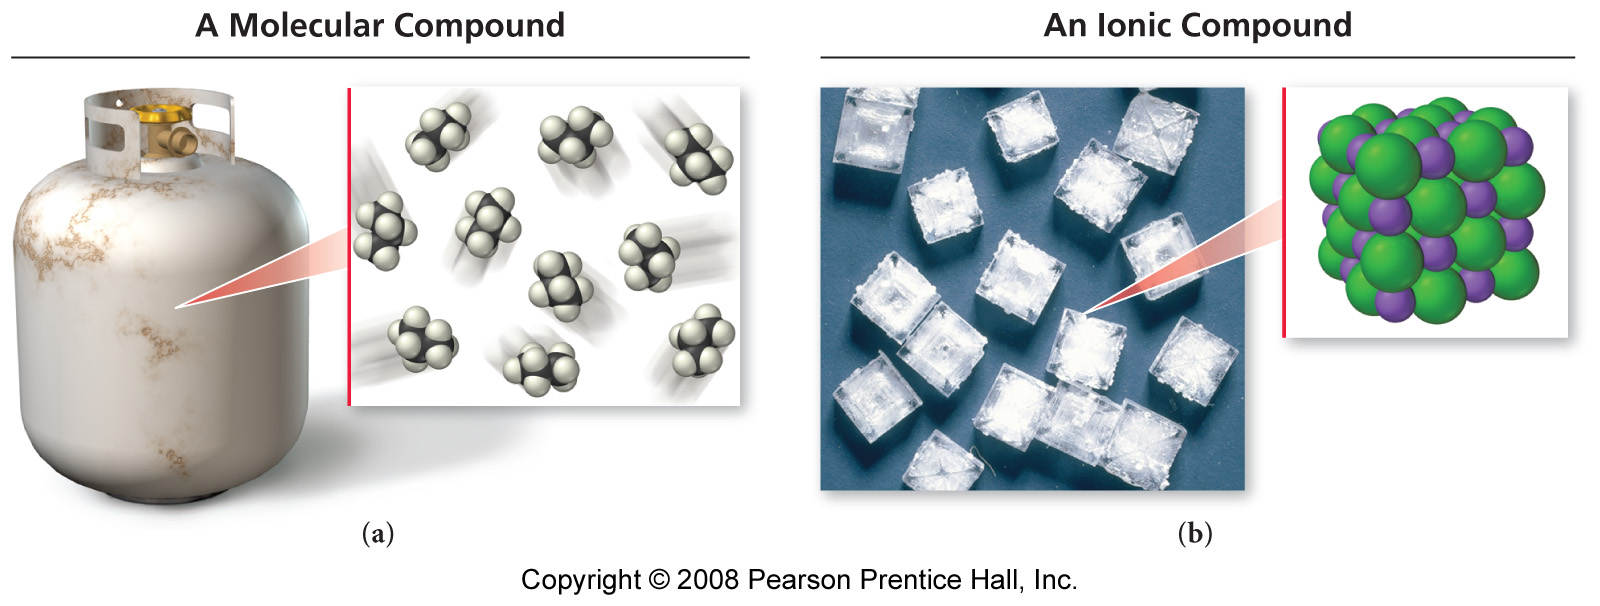 A Molecular Compound
An Ionic Compound
(a)
(b)
Copyright © 2008 Pearson Prentice Hall, Inc.